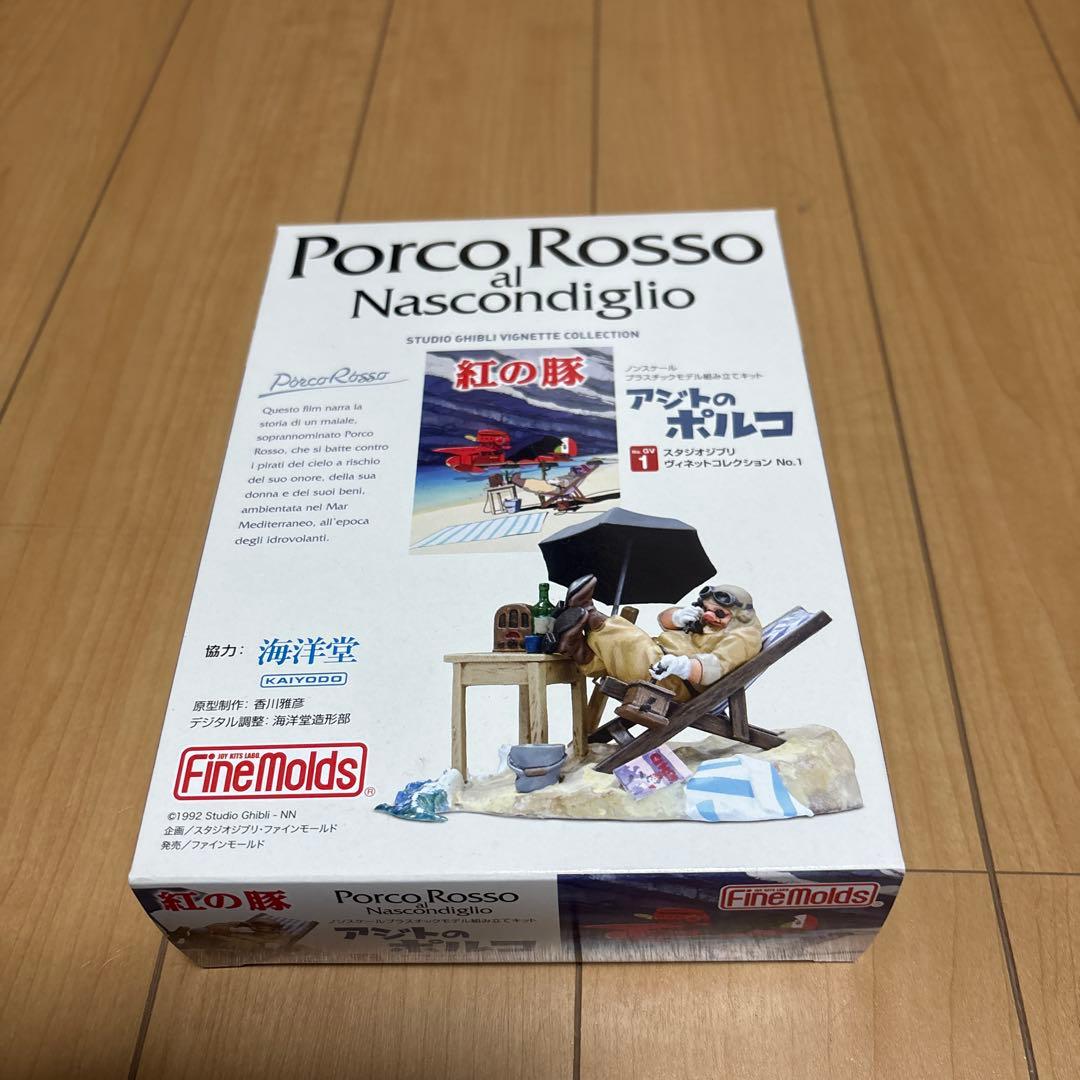 Porco Rosso
al
Nascondiglio
STUDIO GHIBLI VIGNETTE COLLECTION
紅の豚
ノンスケール
プラスチックモデル組み立てキット
アジトの
ポルコ
No. GV
1
スタジオジブリ
ヴィネットコレクション No.1
Porco Rosso
Questo film narra la
storia di un maiale,
soprannominato Porco
Rosso, che si batte contro
i pirati del cielo a rischio
del suo onore, della sua
donna e dei suoi beni,
ambientata nel Mar
Mediterraneo, all'epoca
degli idrovolanti.
協力: 海洋堂
KAIYODO
原型制作: 香川雅彦
デジタル調整: 海洋堂造形部
JOY KITS LABO.
FineMolds®
©1992 Studio Ghibli - NN
企画/スタジオジブリ・ファインモールド
発売/ファインモールド
紅の豚
Porco Rosso
al
Nascondiglio
ノンスケールプラスチックモデル組み立てキット
アジトの
ポルコ
JOY KITS LABO.
FineMolds®